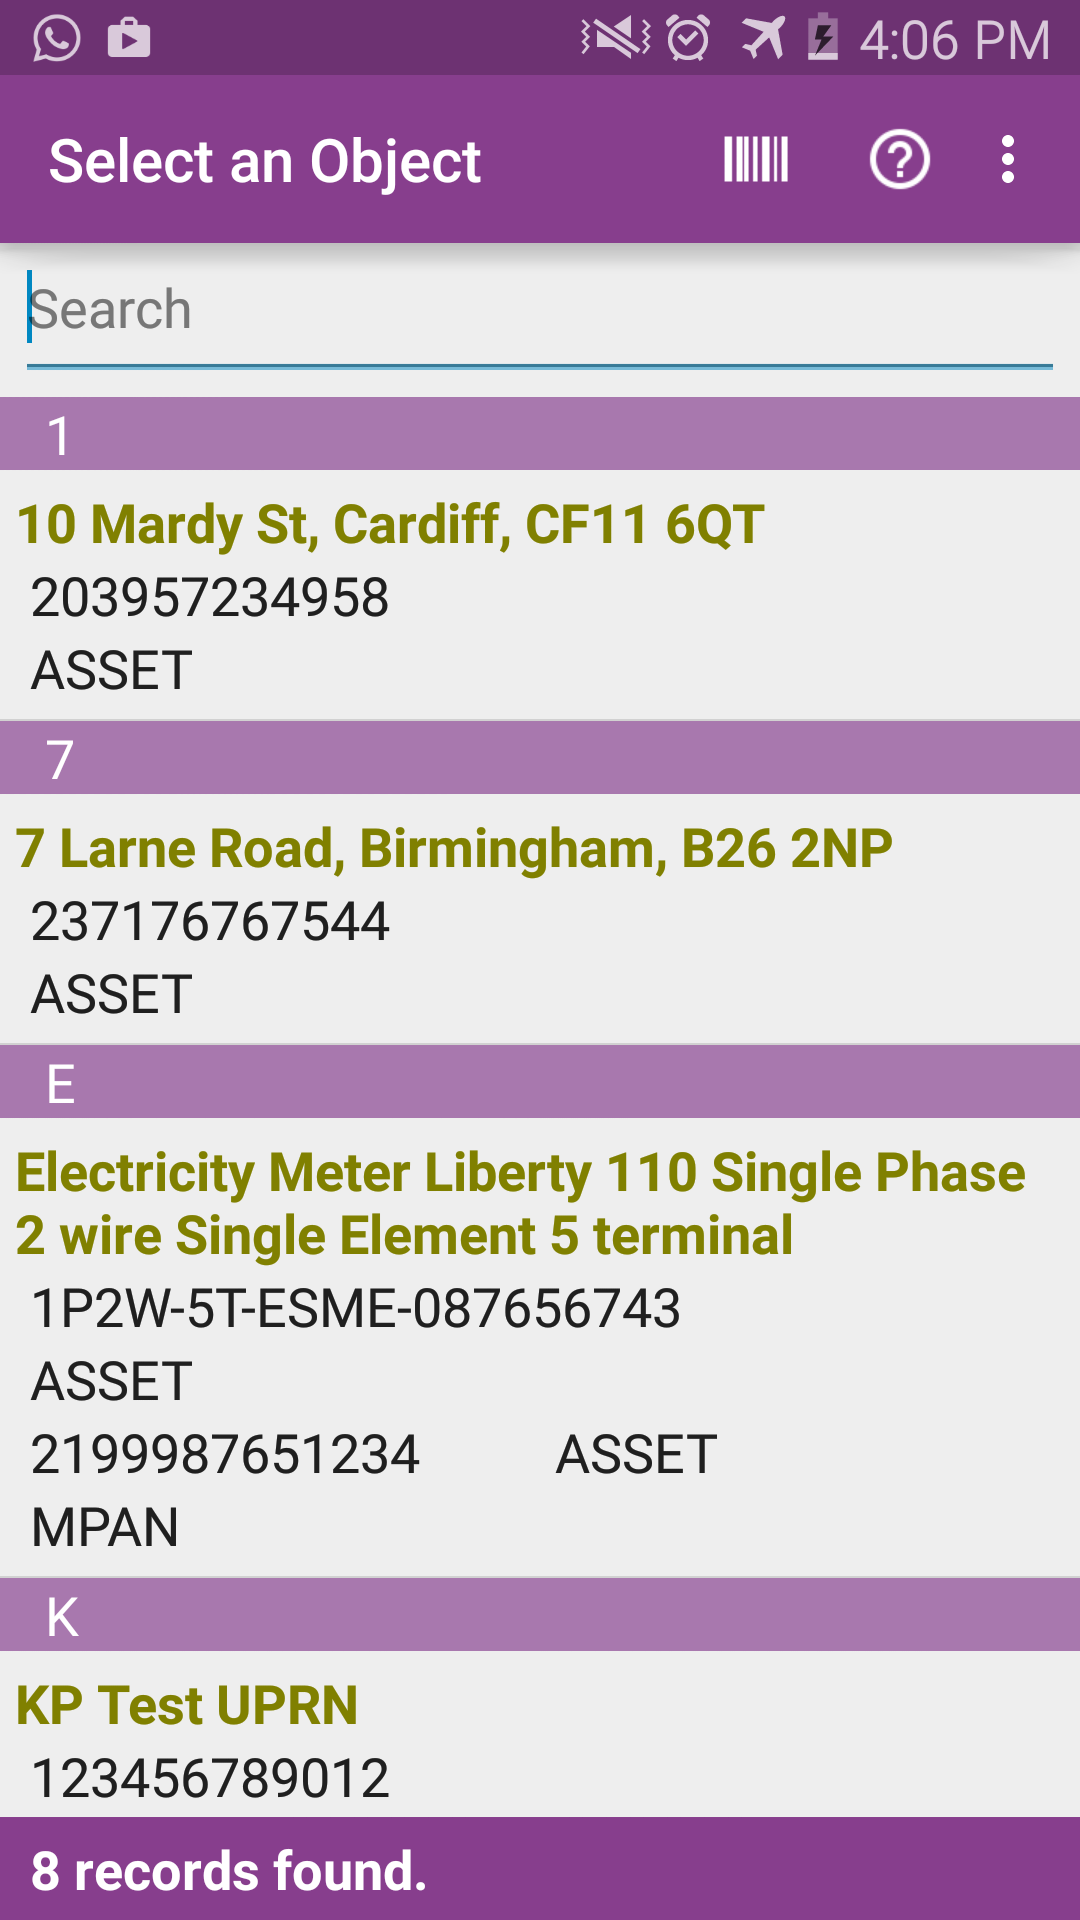 4:06 PM
Select an Object
Search
1
10 Mardy St, Cardiff, CF11 6QT
203957234958
ASSET
7
7 Larne Road, Birmingham, B26 2NP
237176767544
ASSET
E
Electricity Meter Liberty 110 Single Phase
2 wire Single Element 5 terminal
1P2W-5T-ESME-087656743
ASSET
2199987651234 ASSET
MPAN
K
KP Test UPRN
123456789012
8 records found.